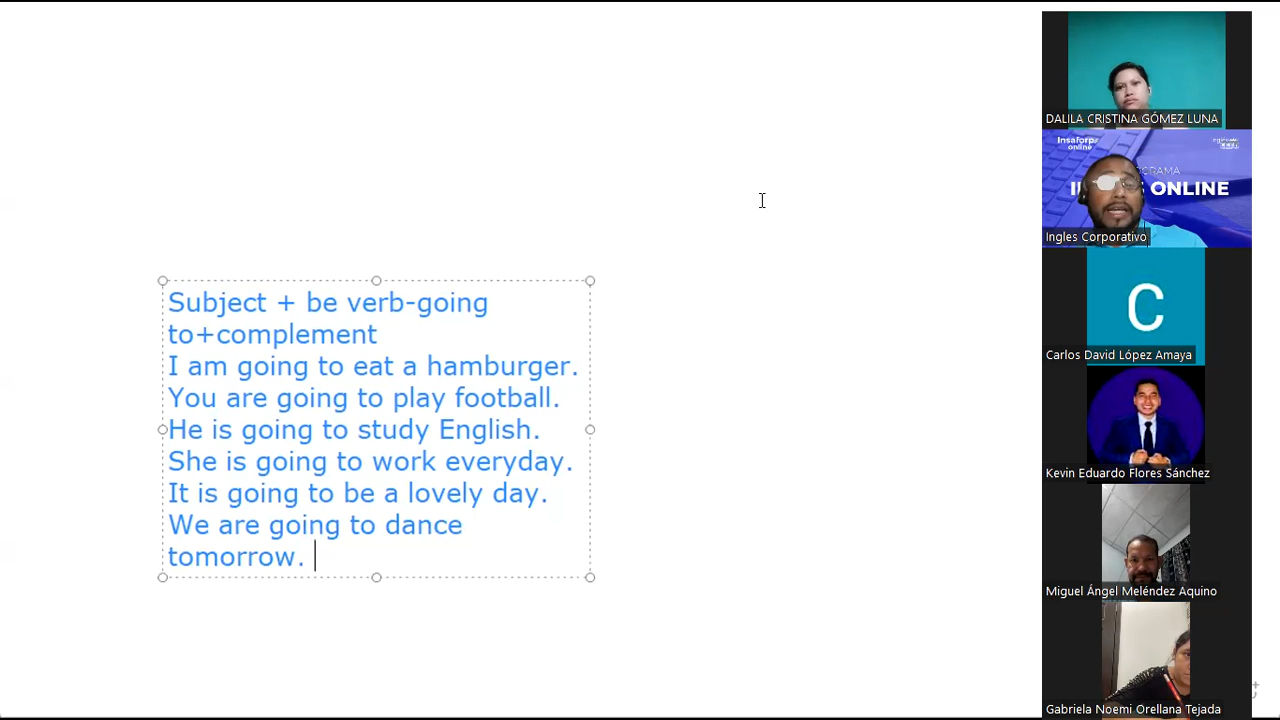 Subject + be verb-going
to+complement
I am going to eat a hamburger.
You are going to play football.
He is going to study English.
She is going to work everyday.
It is going to be a lovely day.
We are going to dance
tomorrow.
DALILA CRISTINA GÓMEZ LUNA
Insaforp
online
ONLINE
Ingles Corporativo
C
Carlos David López Amaya
Kevin Eduardo Flores Sánchez
Miguel Ángel Meléndez Aquino
Gabriela Noemi Orellana Tejada